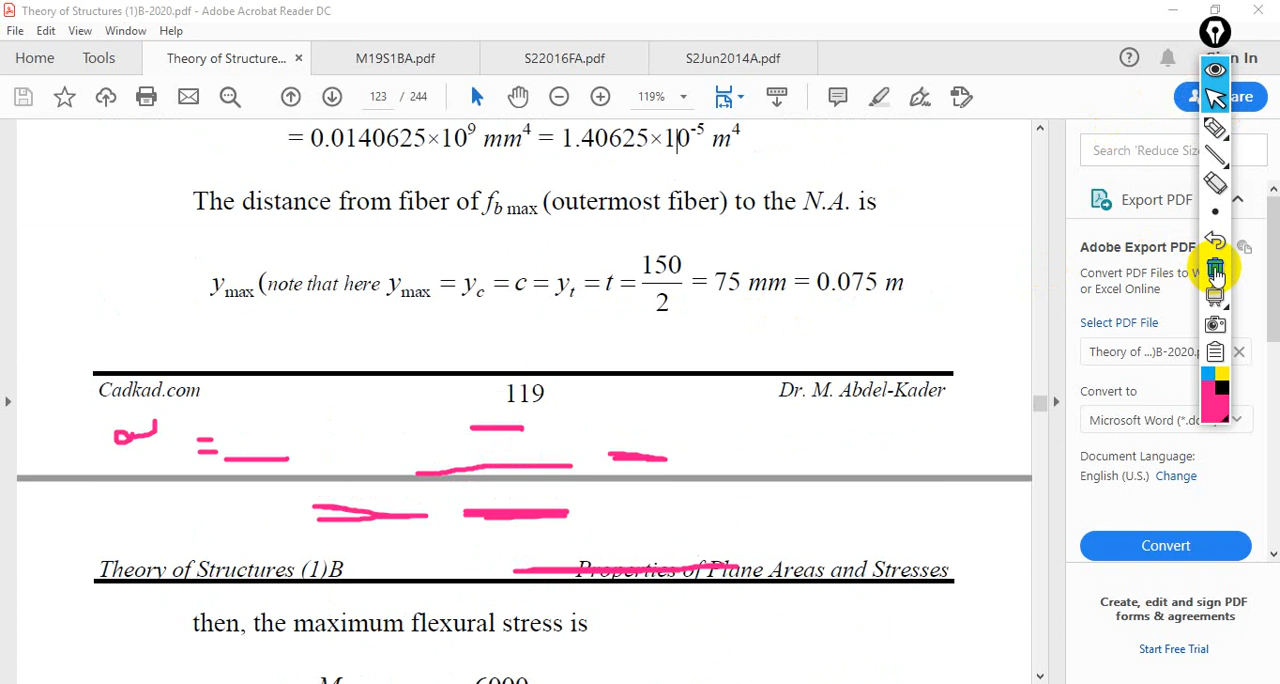 Theory of Structures (1)B-2020.pdf - Adobe Acrobat Reader DC
File Edit View Window Help
Home Tools Theory of Structure... × M19S1BA.pdf S22016FA.pdf S2Jun2014A.pdf Sign In
123 / 244 119%
= 0.0140625×10⁹ mm⁴ = 1.40625×10⁻⁵ m⁴
The distance from fiber of f_b max (outermost fiber) to the N.A. is
y_max (note that here y_max = y_c = c = y_t = t = 150/2 = 75 mm = 0.075 m
Cadkad.com 119 Dr. M. Abdel-Kader
Theory of Structures (1)B Properties of Plane Areas and Stresses
then, the maximum flexural stress is
6000
Search 'Reduce Siz
Export PDF
Adobe Export PDF
Convert PDF Files to W
or Excel Online
Select PDF File
Theory of ...)B-2020.p
Convert to
Microsoft Word (*.do
Document Language:
English (U.S.) Change
Convert
Create, edit and sign PDF
forms & agreements
Start Free Trial